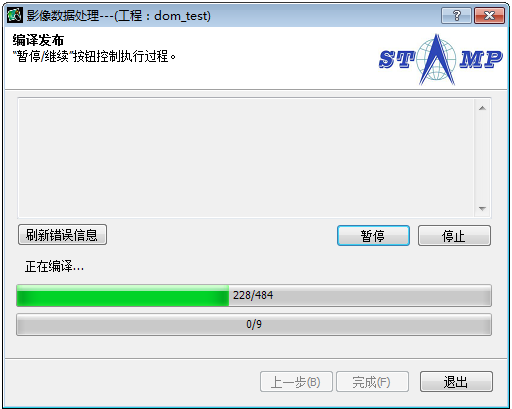 影像数据处理---(工程：dom_test)
编译发布
"暂停/继续"按钮控制执行过程。
STAMP
刷新错误信息
暂停
停止
正在编译...
228/484
0/9
上一步(B)
完成(F)
退出